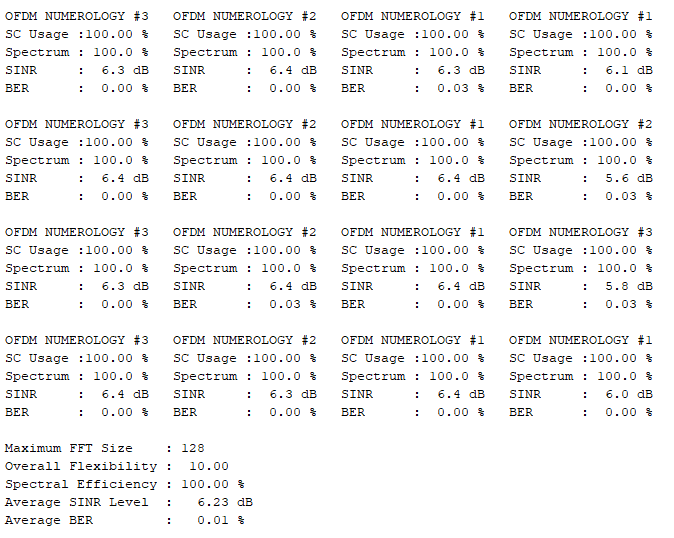 OFDM NUMEROLOGY #3   OFDM NUMEROLOGY #2   OFDM NUMEROLOGY #1   OFDM NUMEROLOGY #1
SC Usage :100.00 %   SC Usage :100.00 %   SC Usage :100.00 %   SC Usage :100.00 %
Spectrum : 100.0 %   Spectrum : 100.0 %   Spectrum : 100.0 %   Spectrum : 100.0 %
SINR     :  6.3 dB   SINR     :  6.4 dB   SINR     :  6.3 dB   SINR     :  6.1 dB
BER      :  0.00 %   BER      :  0.00 %   BER      :  0.03 %   BER      :  0.00 %

OFDM NUMEROLOGY #3   OFDM NUMEROLOGY #2   OFDM NUMEROLOGY #1   OFDM NUMEROLOGY #2
SC Usage :100.00 %   SC Usage :100.00 %   SC Usage :100.00 %   SC Usage :100.00 %
Spectrum : 100.0 %   Spectrum : 100.0 %   Spectrum : 100.0 %   Spectrum : 100.0 %
SINR     :  6.4 dB   SINR     :  6.4 dB   SINR     :  6.4 dB   SINR     :  5.6 dB
BER      :  0.00 %   BER      :  0.00 %   BER      :  0.00 %   BER      :  0.03 %

OFDM NUMEROLOGY #3   OFDM NUMEROLOGY #2   OFDM NUMEROLOGY #1   OFDM NUMEROLOGY #3
SC Usage :100.00 %   SC Usage :100.00 %   SC Usage :100.00 %   SC Usage :100.00 %
Spectrum : 100.0 %   Spectrum : 100.0 %   Spectrum : 100.0 %   Spectrum : 100.0 %
SINR     :  6.3 dB   SINR     :  6.4 dB   SINR     :  6.4 dB   SINR     :  5.8 dB
BER      :  0.00 %   BER      :  0.03 %   BER      :  0.00 %   BER      :  0.03 %

OFDM NUMEROLOGY #3   OFDM NUMEROLOGY #2   OFDM NUMEROLOGY #1   OFDM NUMEROLOGY #1
SC Usage :100.00 %   SC Usage :100.00 %   SC Usage :100.00 %   SC Usage :100.00 %
Spectrum : 100.0 %   Spectrum : 100.0 %   Spectrum : 100.0 %   Spectrum : 100.0 %
SINR     :  6.4 dB   SINR     :  6.3 dB   SINR     :  6.4 dB   SINR     :  6.0 dB
BER      :  0.00 %   BER      :  0.00 %   BER      :  0.00 %   BER      :  0.00 %

Maximum FFT Size    : 128
Overall Flexibility :  10.00
Spectral Efficiency : 100.00 %
Average SINR Level  :   6.23 dB
Average BER         :   0.01 %